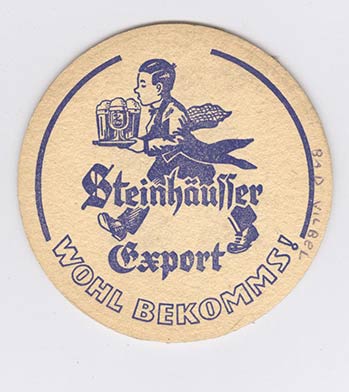 Steinhäusser
Export
WOHL BEKOMMS!
BAD VILBEL